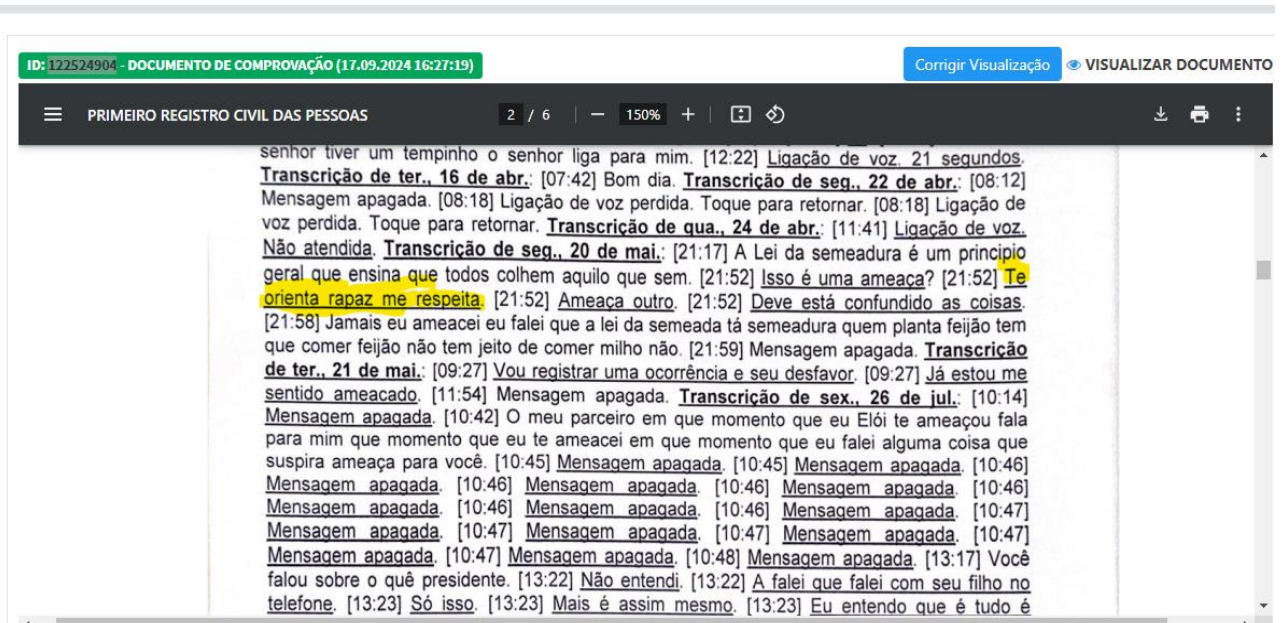 ID: 122524904 - DOCUMENTO DE COMPROVAÇÃO (17.09.2024 16:27:19)
Corrigir Visualização
VISUALIZAR DOCUMENTO
PRIMEIRO REGISTRO CIVIL DAS PESSOAS
2 / 6
150%
senhor tiver um tempinho o senhor liga para mim. [12:22] Ligação de voz. 21 segundos.
Transcrição de ter., 16 de abr.: [07:42] Bom dia. Transcrição de seg., 22 de abr.: [08:12]
Mensagem apagada. [08:18] Ligação de voz perdida. Toque para retornar. [08:18] Ligação de
voz perdida. Toque para retornar. Transcrição de qua., 24 de abr.: [11:41] Ligação de voz.
Não atendida. Transcrição de seg., 20 de mai.: [21:17] A Lei da semeadura é um principio
geral que ensina que todos colhem aquilo que sem. [21:52] Isso é uma ameaça? [21:52] Te
orienta rapaz me respeita. [21:52] Ameaça outro. [21:52] Deve está confundido as coisas.
[21:58] Jamais eu ameacei eu falei que a lei da semeada tá semeadura quem planta feijão tem
que comer feijão não tem jeito de comer milho não. [21:59] Mensagem apagada. Transcrição
de ter., 21 de mai.: [09:27] Vou registrar uma ocorrência e seu desfavor. [09:27] Já estou me
sentido ameacado. [11:54] Mensagem apagada. Transcrição de sex., 26 de jul.: [10:14]
Mensagem apagada. [10:42] O meu parceiro em que momento que eu Elói te ameaçou fala
para mim que momento que eu te ameacei em que momento que eu falei alguma coisa que
suspira ameaça para você. [10:45] Mensagem apagada. [10:45] Mensagem apagada. [10:46]
Mensagem apagada. [10:46] Mensagem apagada. [10:46] Mensagem apagada. [10:46]
Mensagem apagada. [10:46] Mensagem apagada. [10:46] Mensagem apagada. [10:47]
Mensagem apagada. [10:47] Mensagem apagada. [10:47] Mensagem apagada. [10:47]
Mensagem apagada. [10:47] Mensagem apagada. [10:48] Mensagem apagada. [13:17] Você
falou sobre o quê presidente. [13:22] Não entendi. [13:22] A falei que falei com seu filho no
telefone. [13:23] Só isso. [13:23] Mais é assim mesmo. [13:23] Eu entendo que é tudo é